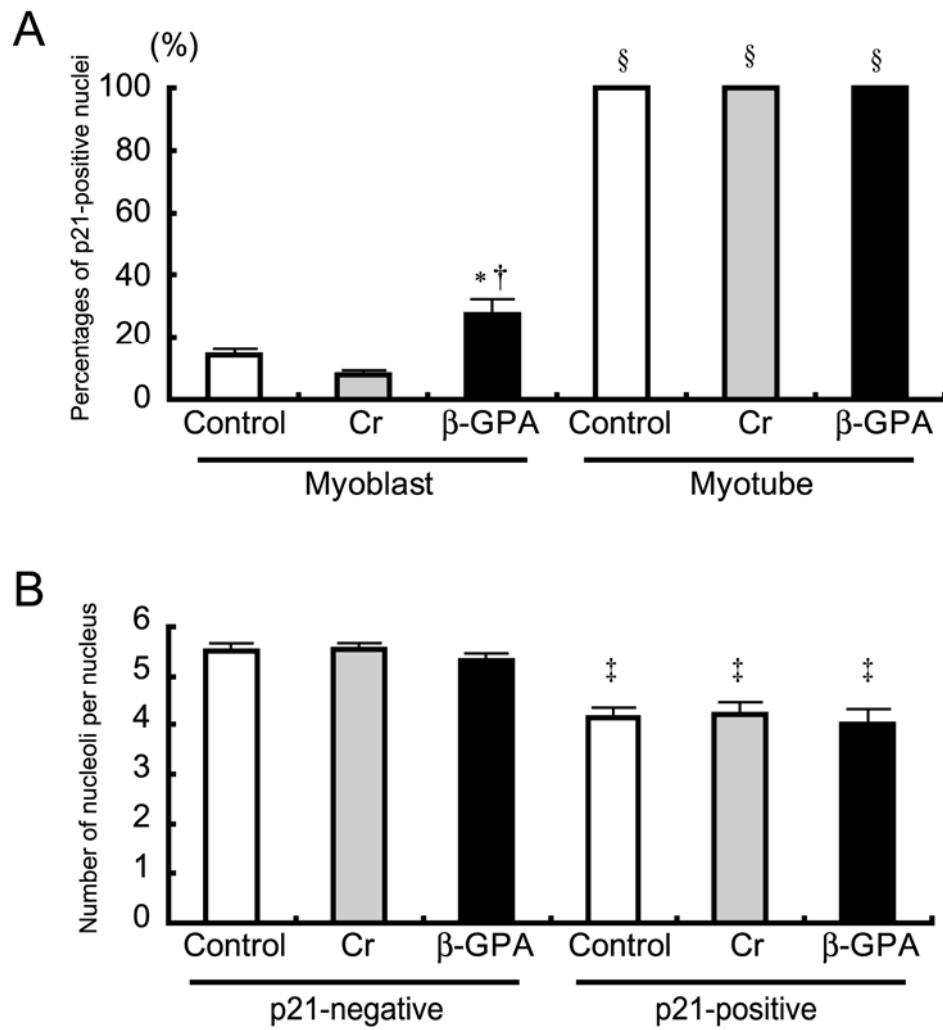 A
(%)
Percentages of p21-positive nuclei
100
80
60
40
20
0
* †
§ § §
Control Cr β-GPA Control Cr β-GPA
Myoblast Myotube
B
Number of nucleoli per nucleus
6
5
4
3
2
1
0
‡ ‡ ‡
Control Cr β-GPA Control Cr β-GPA
p21-negative p21-positive